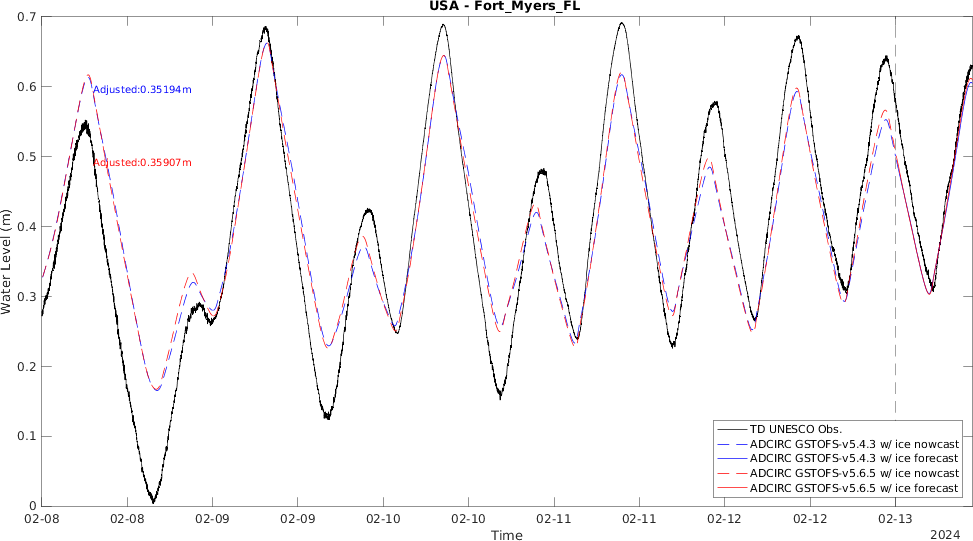 USA - Fort_Myers_FL
0.7
0.6
0.5
0.4
0.3
0.2
0.1
0
Water Level (m)
Adjusted:0.35194m
Adjusted:0.35907m
TD UNESCO Obs.
ADCIRC GSTOFS-v5.4.3 w/ ice nowcast
ADCIRC GSTOFS-v5.4.3 w/ ice forecast
ADCIRC GSTOFS-v5.6.5 w/ ice nowcast
ADCIRC GSTOFS-v5.6.5 w/ ice forecast
02-08 02-08 02-09 02-09 02-10 02-10 02-11 02-11 02-12 02-12 02-13
Time
2024